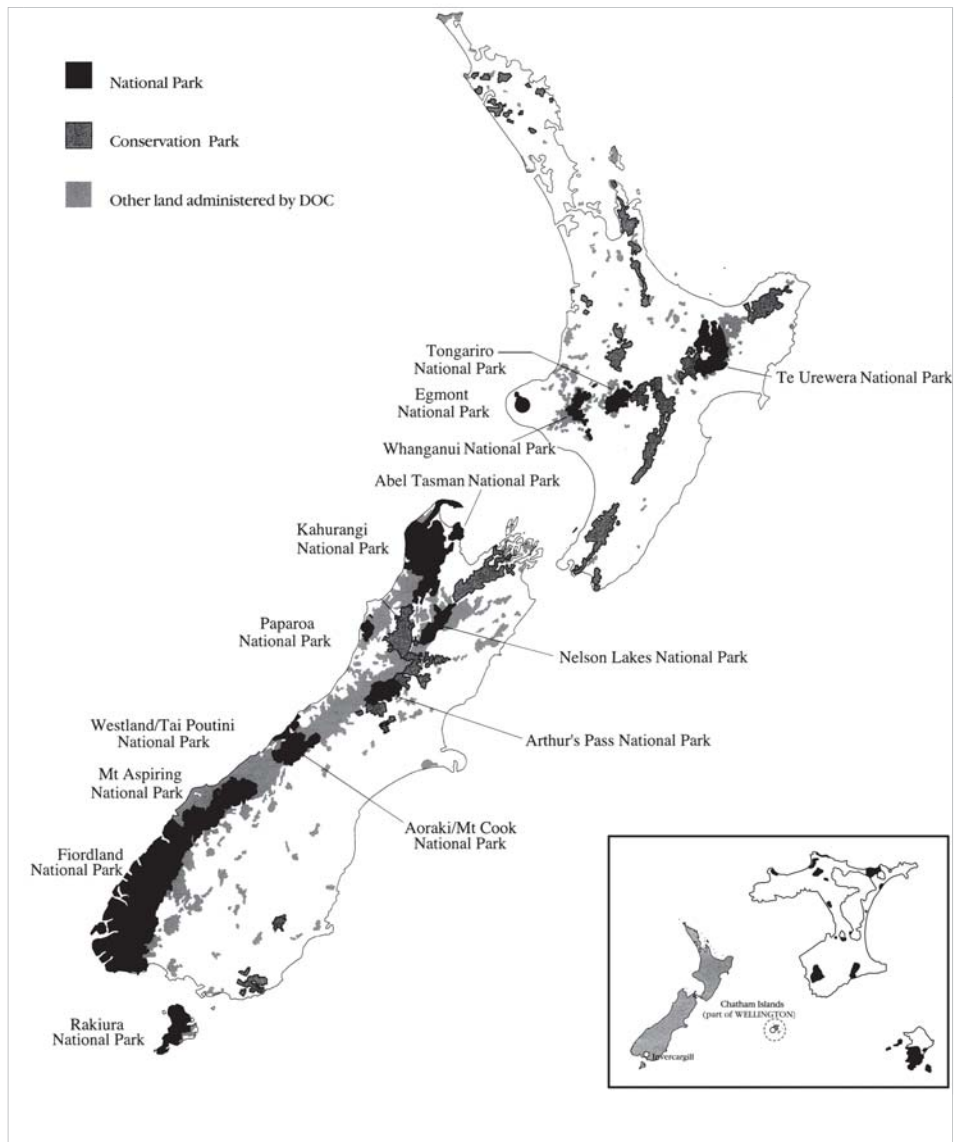 National Park
Conservation Park
Other land administered by DOC
Tongariro
National Park
Te Urewera National Park
Egmont
National Park
Whanganui National Park
Abel Tasman National Park
Kahurangi
National Park
Paparoa
National Park
Nelson Lakes National Park
Westland/Tai Poutini
National Park
Arthur's Pass National Park
Mt Aspiring
National Park
Aoraki/Mt Cook
National Park
Fiordland
National Park
Rakiura
National Park
Chatham Islands
(part of WELLINGTON)
Invercargill